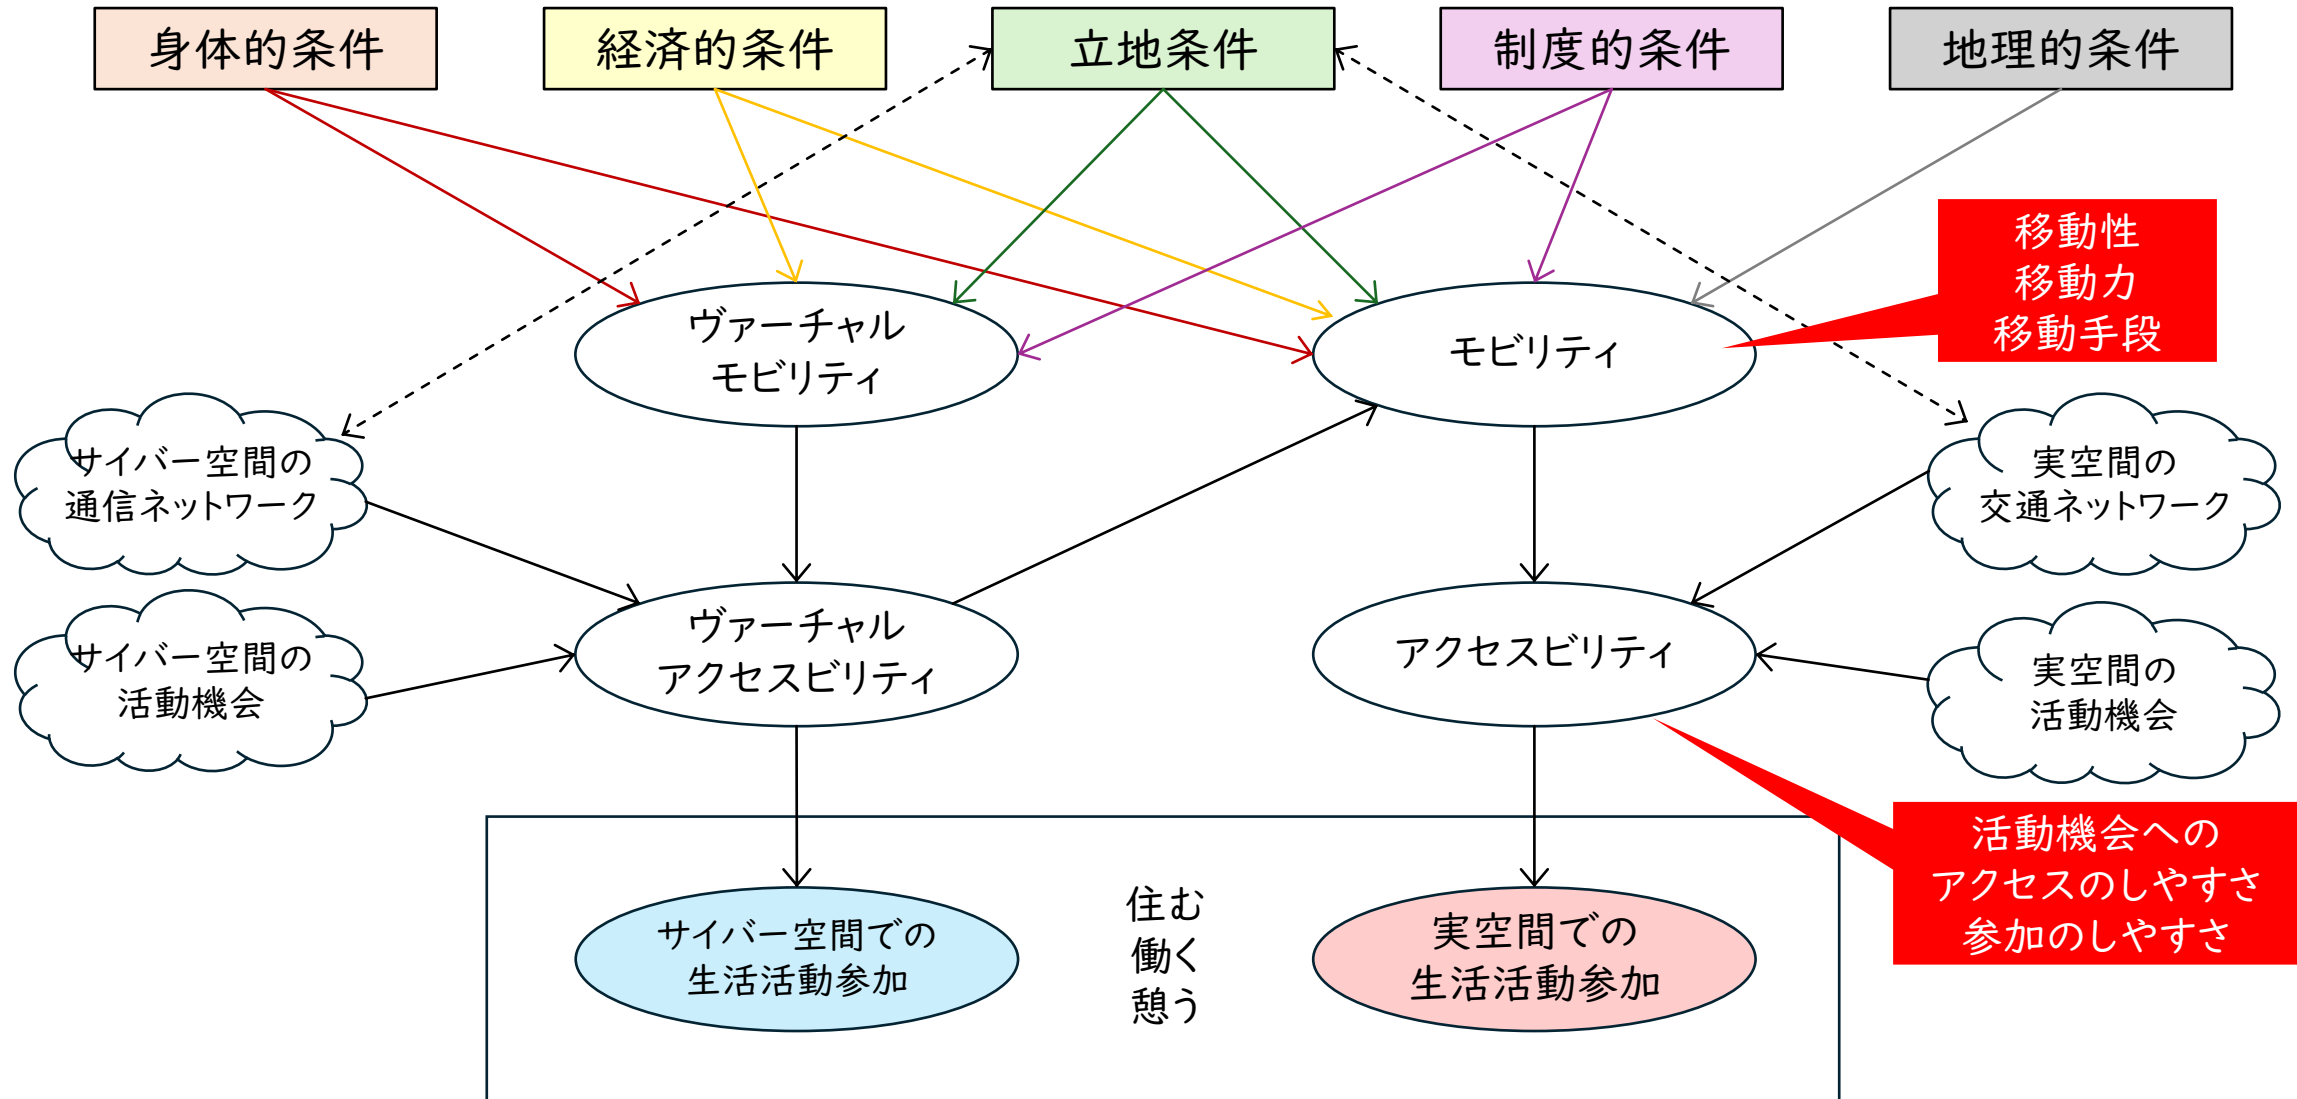 身体的条件
経済的条件
立地条件
制度的条件
地理的条件
移動性
移動力
移動手段
ヴァーチャル
モビリティ
モビリティ
サイバー空間の
通信ネットワーク
実空間の
交通ネットワーク
サイバー空間の
活動機会
ヴァーチャル
アクセスビリティ
アクセスビリティ
実空間の
活動機会
活動機会への
アクセスのしやすさ
参加のしやすさ
サイバー空間での
生活活動参加
住む
働く
憩う
実空間での
生活活動参加